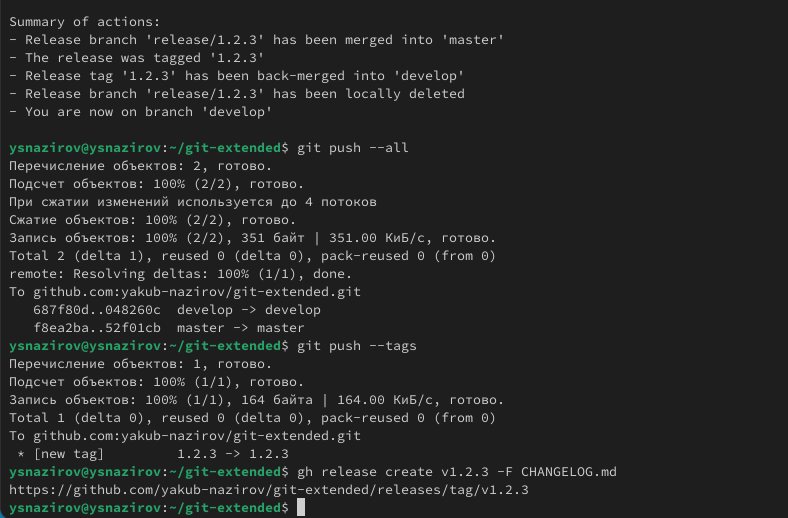 Summary of actions:
- Release branch 'release/1.2.3' has been merged into 'master'
- The release was tagged '1.2.3'
- Release tag '1.2.3' has been back-merged into 'develop'
- Release branch 'release/1.2.3' has been locally deleted
- You are now on branch 'develop'
ysnazirov@ysnazirov:~/git-extended$ git push --all
Перечисление объектов: 2, готово.
Подсчет объектов: 100% (2/2), готово.
При сжатии изменений используется до 4 потоков
Сжатие объектов: 100% (2/2), готово.
Запись объектов: 100% (2/2), 351 байт | 351.00 КиБ/с, готово.
Total 2 (delta 1), reused 0 (delta 0), pack-reused 0 (from 0)
remote: Resolving deltas: 100% (1/1), done.
To github.com:yakub-nazirov/git-extended.git
   687f80d..048260c  develop -> develop
   f8ea2ba..52f01cb  master -> master
ysnazirov@ysnazirov:~/git-extended$ git push --tags
Перечисление объектов: 1, готово.
Подсчет объектов: 100% (1/1), готово.
Запись объектов: 100% (1/1), 164 байта | 164.00 КиБ/с, готово.
Total 1 (delta 0), reused 0 (delta 0), pack-reused 0 (from 0)
To github.com:yakub-nazirov/git-extended.git
 * [new tag]         1.2.3 -> 1.2.3
ysnazirov@ysnazirov:~/git-extended$ gh release create v1.2.3 -F CHANGELOG.md
https://github.com/yakub-nazirov/git-extended/releases/tag/v1.2.3
ysnazirov@ysnazirov:~/git-extended$